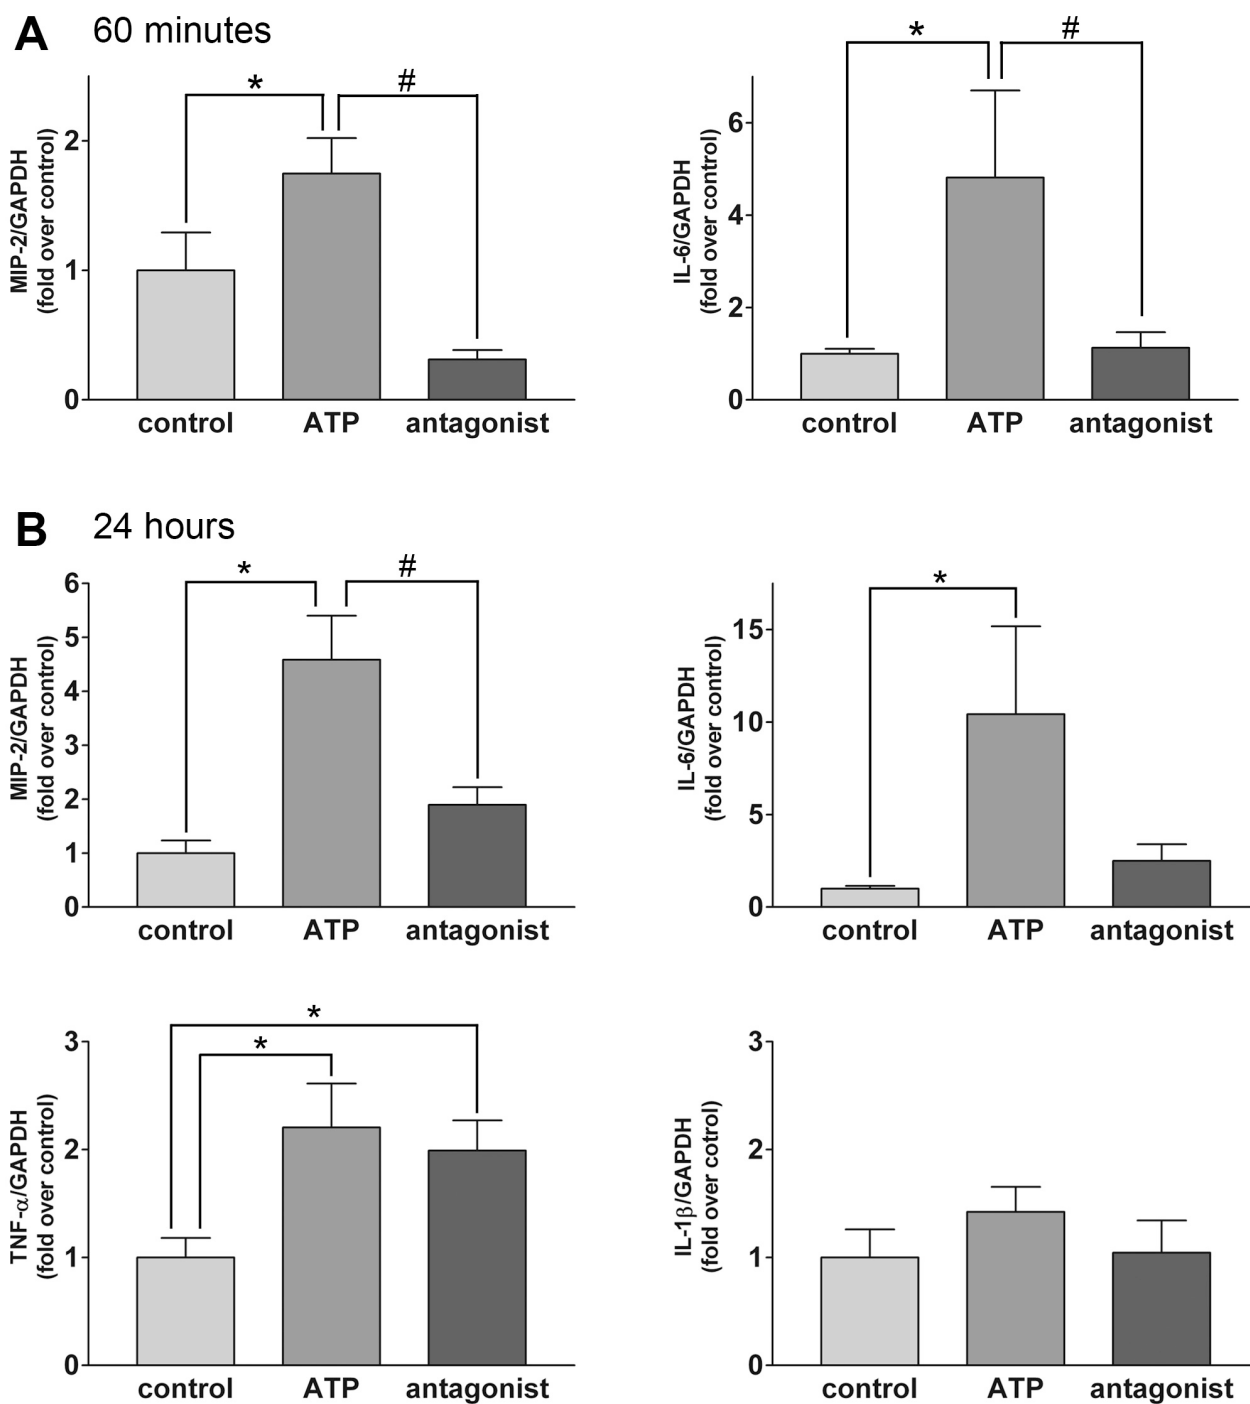 A 60 minutes
MIP-2/GAPDH
(fold over control)
2
1
0
*
#
control ATP antagonist
IL-6/GAPDH
(fold over control)
6
4
2
0
*
#
control ATP antagonist
B 24 hours
MIP-2/GAPDH
(fold over control)
6
5
4
3
2
1
0
*
#
control ATP antagonist
IL-6/GAPDH
(fold over control)
15
10
5
0
*
control ATP antagonist
TNF-α/GAPDH
(fold over control)
3
2
1
0
*
*
control ATP antagonist
IL-1β/GAPDH
(fold over cotrol)
3
2
1
0
control ATP antagonist